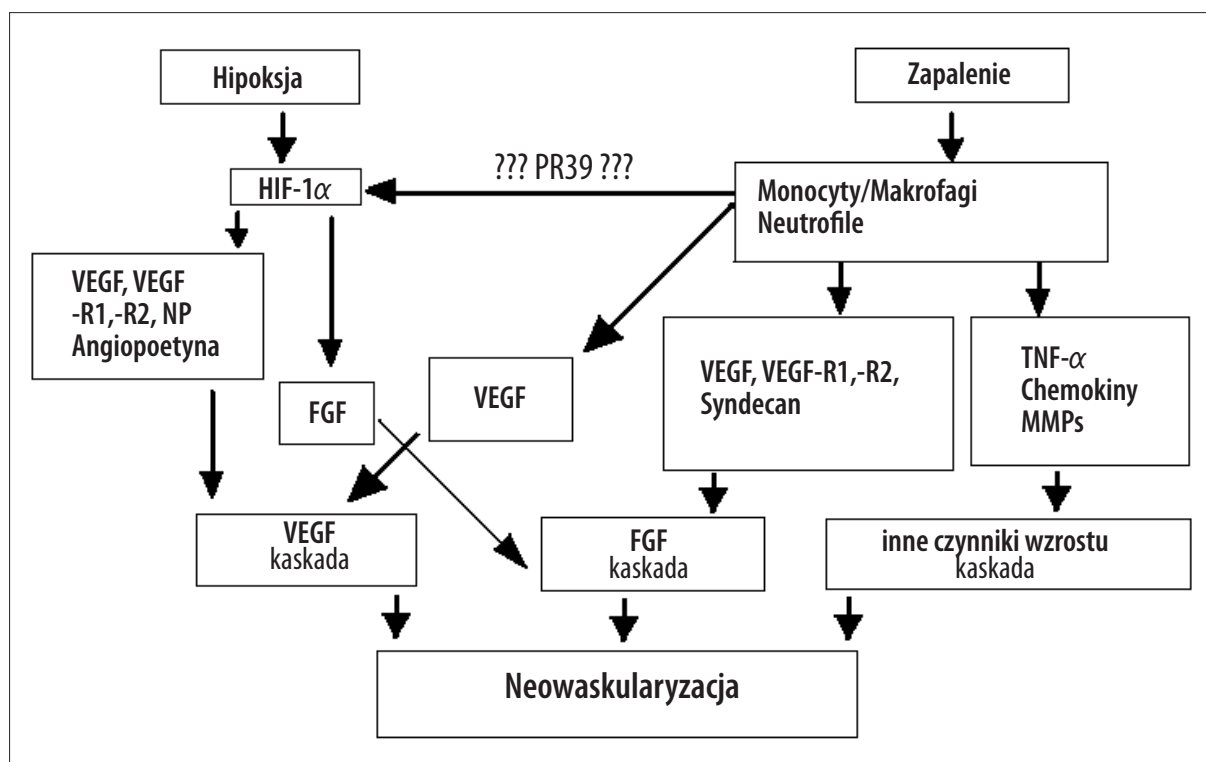 Hipoksja
Zapalenie
??? PR39 ???
HIF-1α
Monocyty/Makrofagi
Neutrofile
VEGF, VEGF
-R1,-R2, NP
Angiopoetyna
FGF
VEGF
VEGF, VEGF-R1,-R2,
Syndecan
TNF-α
Chemokiny
MMPs
VEGF
kaskada
FGF
kaskada
inne czynniki wzrostu
kaskada
Neowaskularyzacja